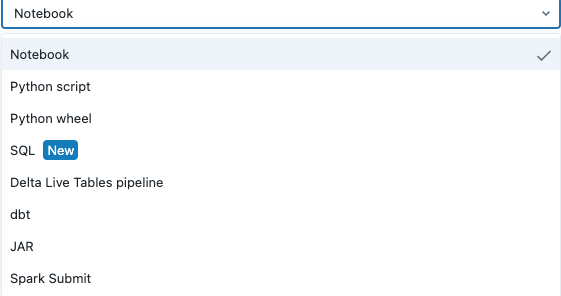 Notebook
Notebook
Python script
Python wheel
SQL New
Delta Live Tables pipeline
dbt
JAR
Spark Submit